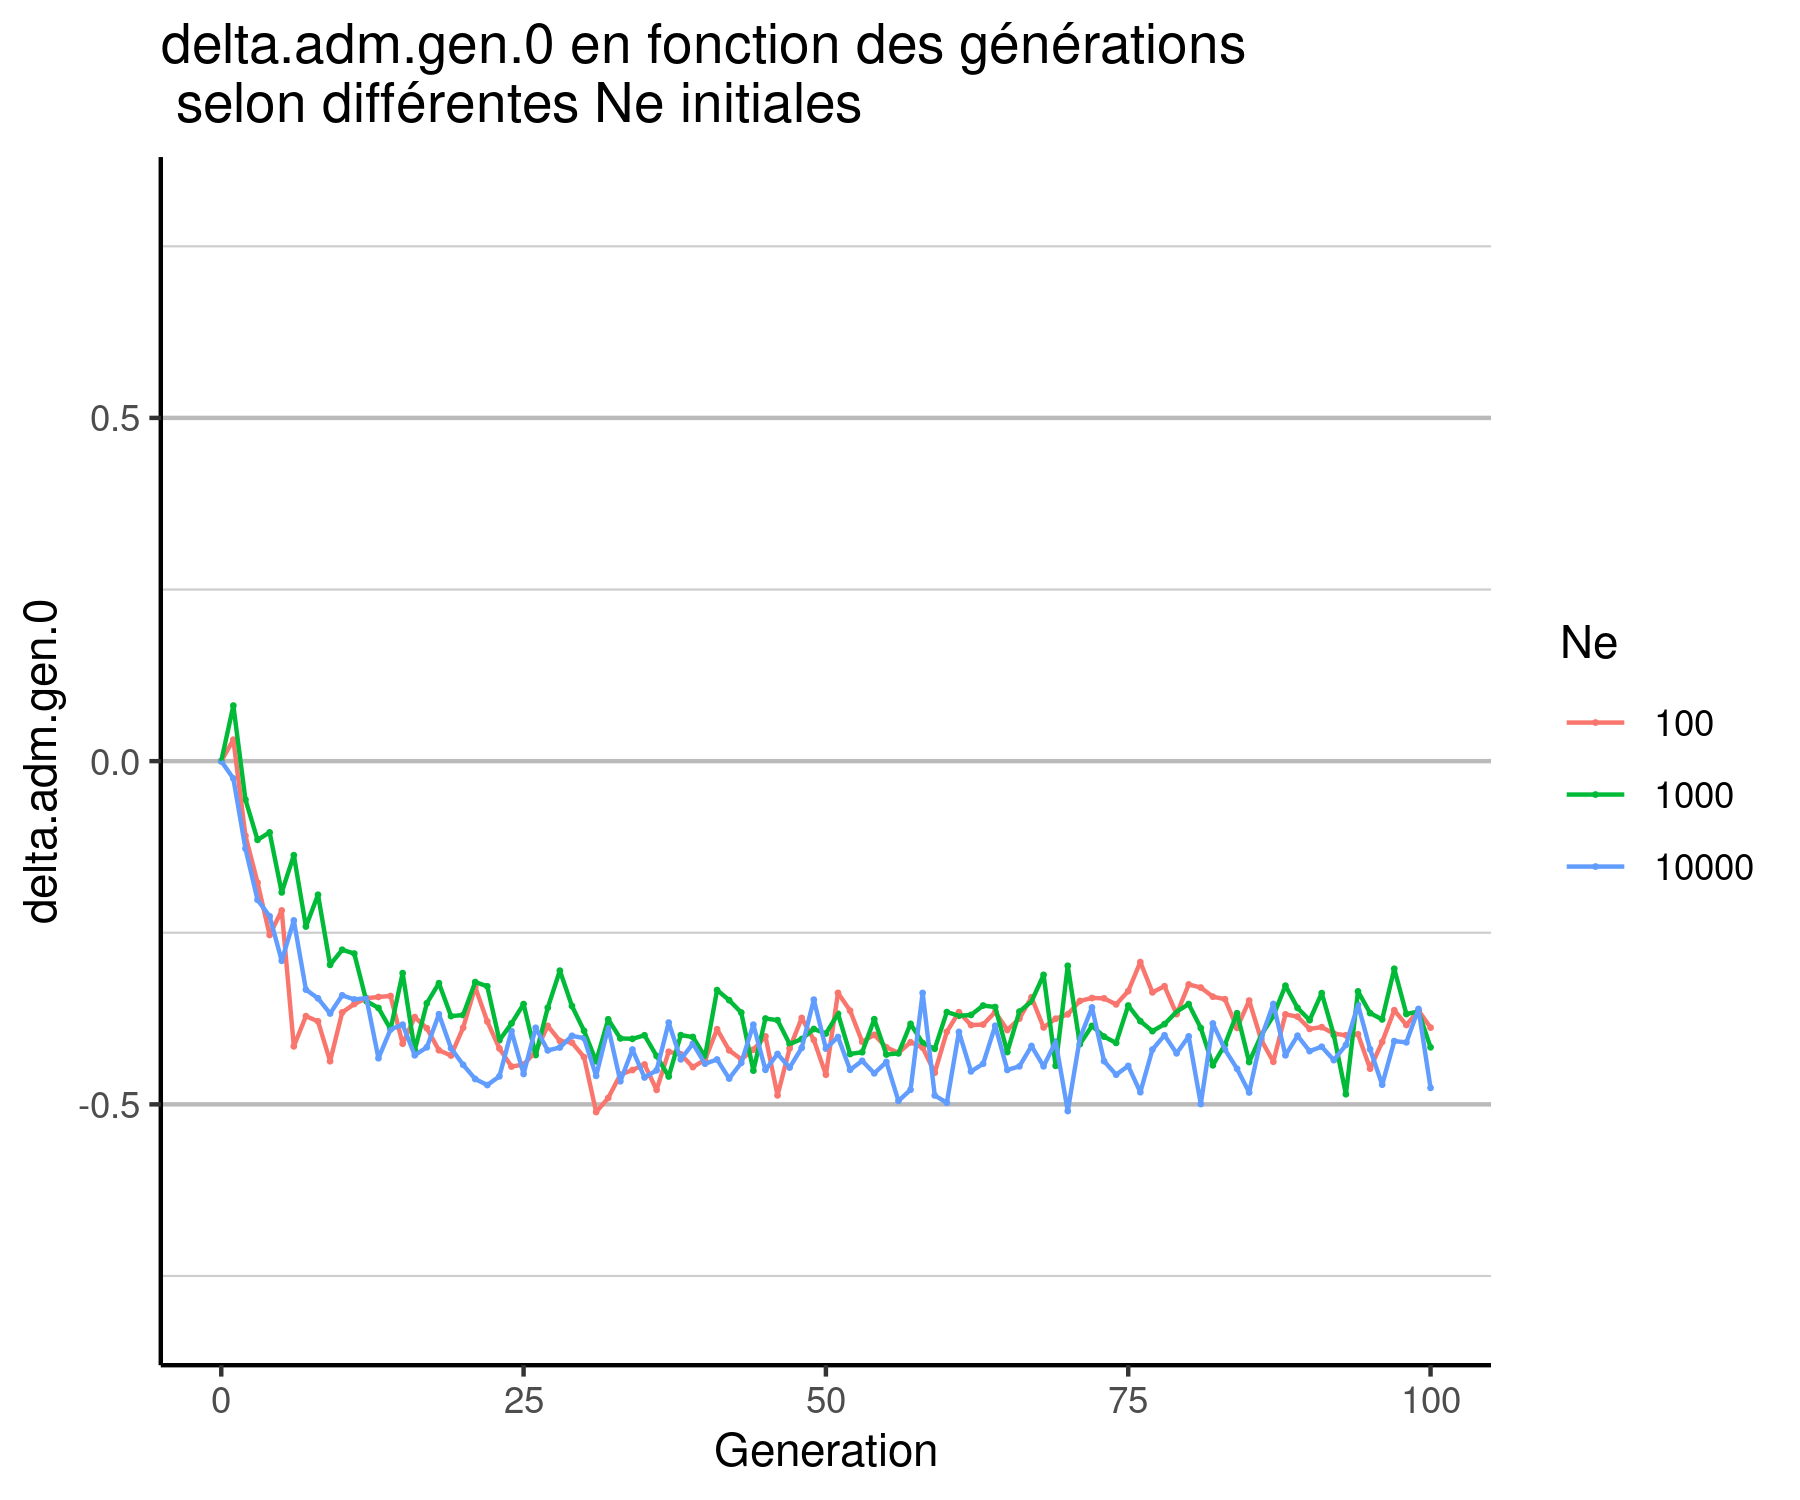 delta.adm.gen.0 en fonction des générations
selon différentes Ne initiales
delta.adm.gen.0
0.5
0.0
-0.5
0
25
50
75
100
Generation
Ne
100
1000
10000